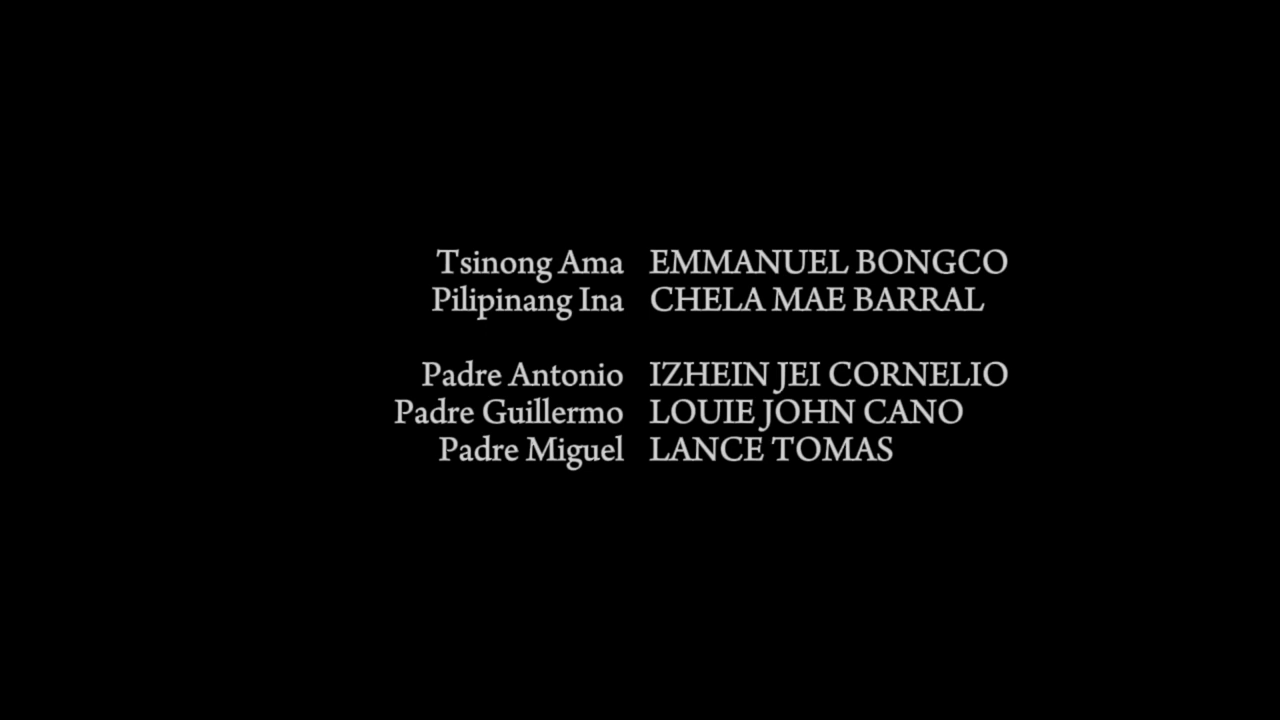 Tsinong Ama EMMANUEL BONGCO
Pilipinang Ina CHELA MAE BARRAL
Padre Antonio IZHEIN JEI CORNELIO
Padre Guillermo LOUIE JOHN CANO
Padre Miguel LANCE TOMAS